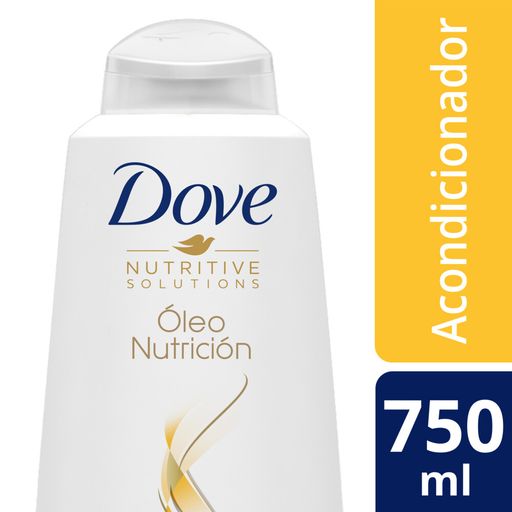 Dove
NUTRITIVE
SOLUTIONS
Óleo
Nutrición
Acondicionador
750
ml